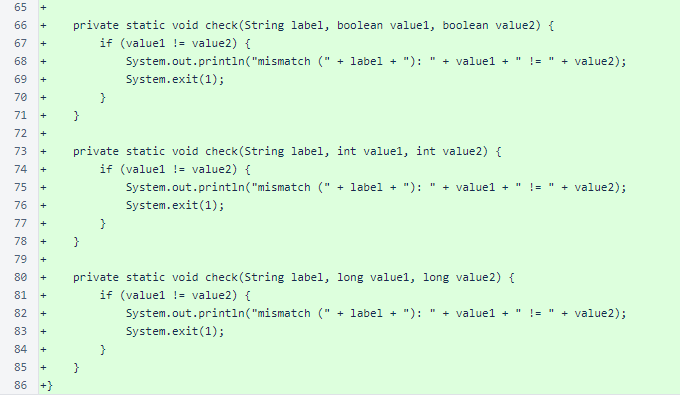 65 +
66 +    private static void check(String label, boolean value1, boolean value2) {
67 +        if (value1 != value2) {
68 +            System.out.println("mismatch (" + label + "): " + value1 + " != " + value2);
69 +            System.exit(1);
70 +        }
71 +    }
72 +
73 +    private static void check(String label, int value1, int value2) {
74 +        if (value1 != value2) {
75 +            System.out.println("mismatch (" + label + "): " + value1 + " != " + value2);
76 +            System.exit(1);
77 +        }
78 +    }
79 +
80 +    private static void check(String label, long value1, long value2) {
81 +        if (value1 != value2) {
82 +            System.out.println("mismatch (" + label + "): " + value1 + " != " + value2);
83 +            System.exit(1);
84 +        }
85 +    }
86 +}